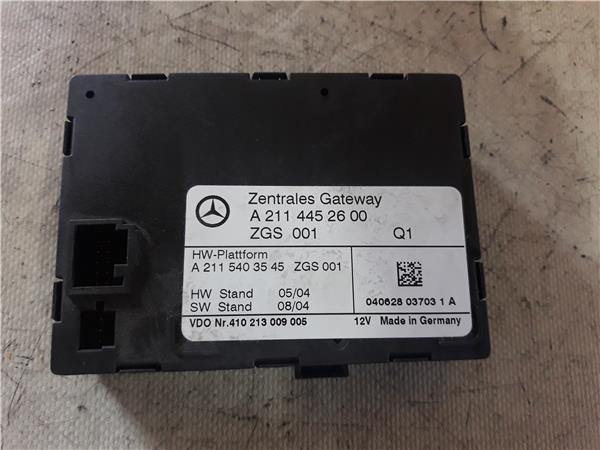 Zentrales Gateway
A 211 445 26 00
ZGS 001 Q1
HW-Plattform
A 211 540 35 45 ZGS 001
HW Stand 05/04
SW Stand 08/04
040628 03703 1 A
VDO Nr.410 213 009 005 12V Made in Germany